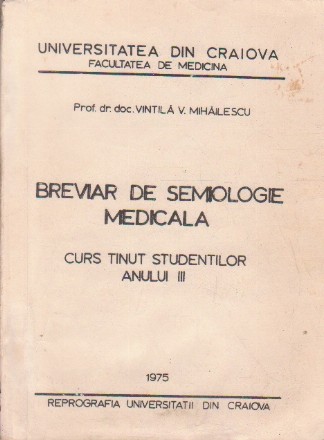 UNIVERSITATEA DIN CRAIOVA
FACULTATEA DE MEDICINA
Prof. dr. doc. VINTILĂ V. MIHĂILESCU
BREVIAR DE SEMIOLOGIE
MEDICALA
CURS TINUT STUDENTILOR
ANULUI III
1975
REPROGRAFIA UNIVERSITATII DIN CRAIOVA